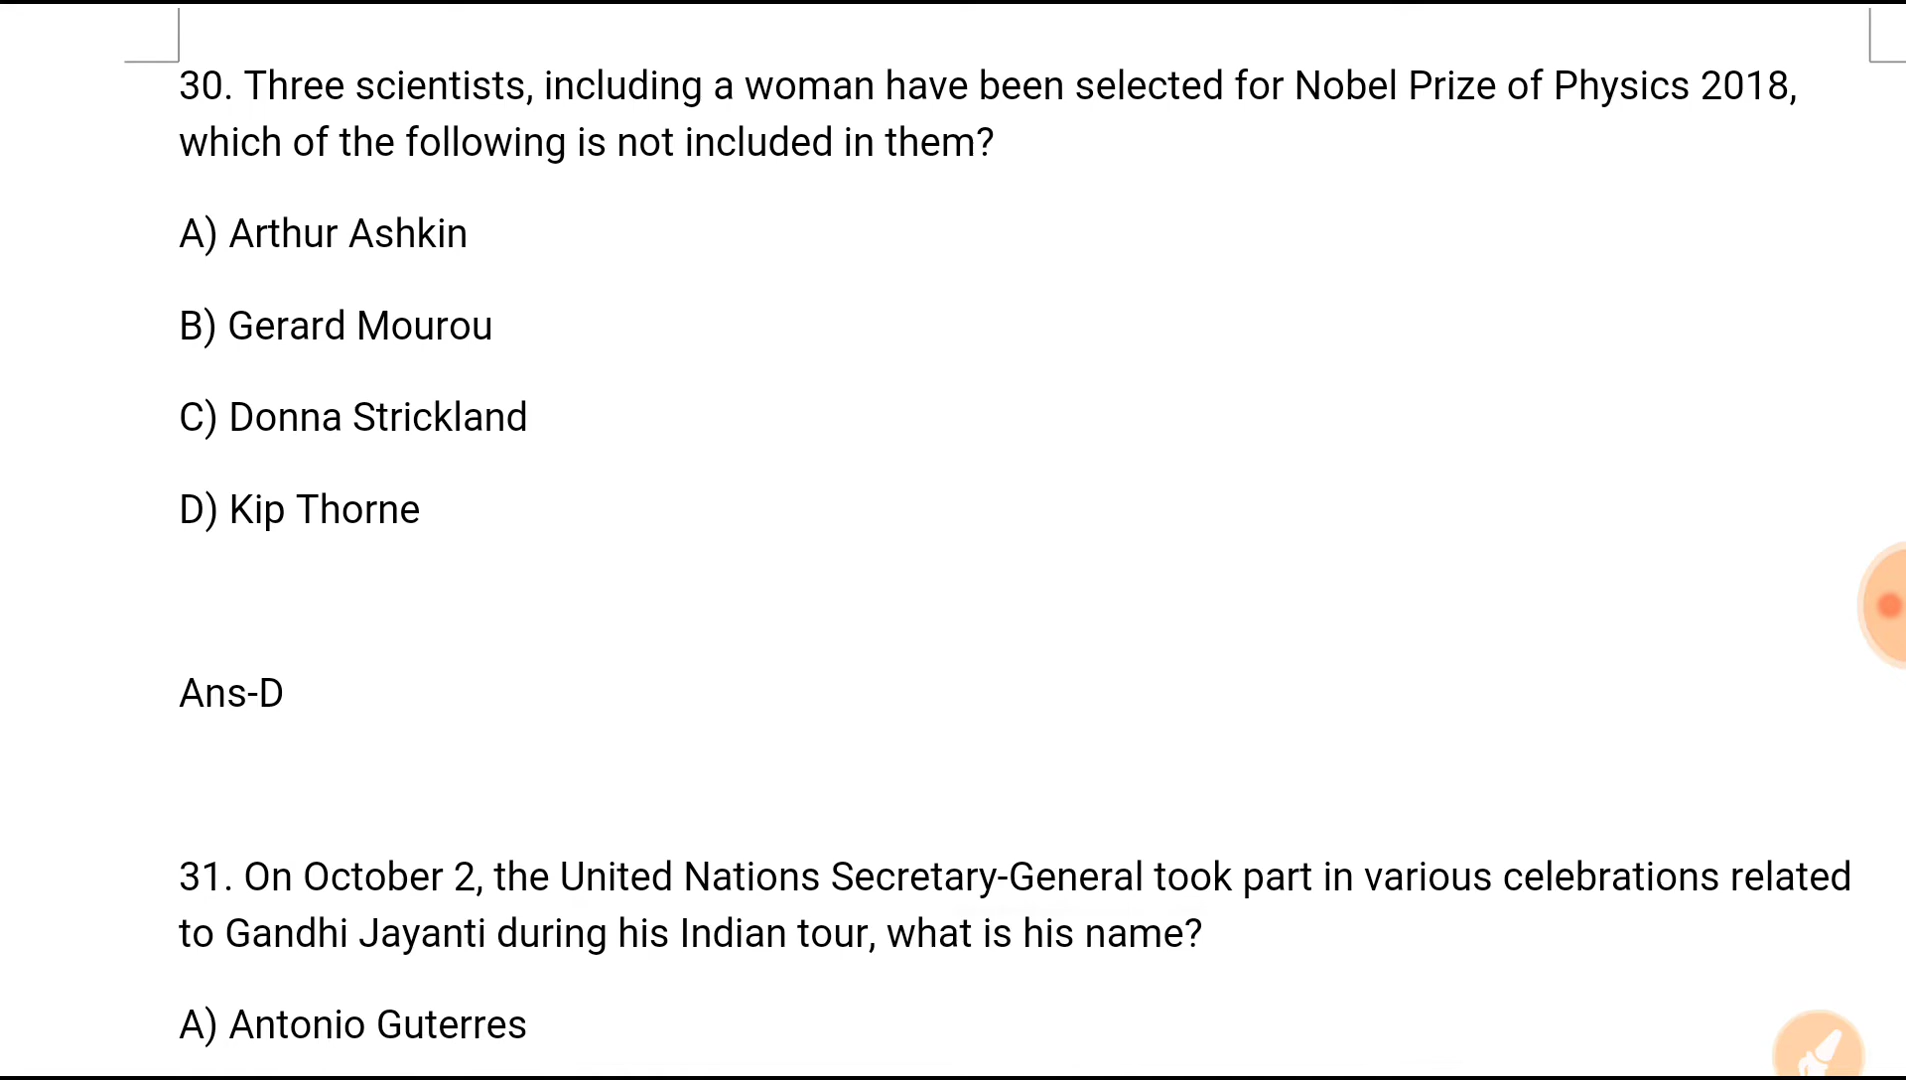 30. Three scientists, including a woman have been selected for Nobel Prize of Physics 2018,
which of the following is not included in them?
A) Arthur Ashkin
B) Gerard Mourou
C) Donna Strickland
D) Kip Thorne
Ans-D
31. On October 2, the United Nations Secretary-General took part in various celebrations related
to Gandhi Jayanti during his Indian tour, what is his name?
A) Antonio Guterres